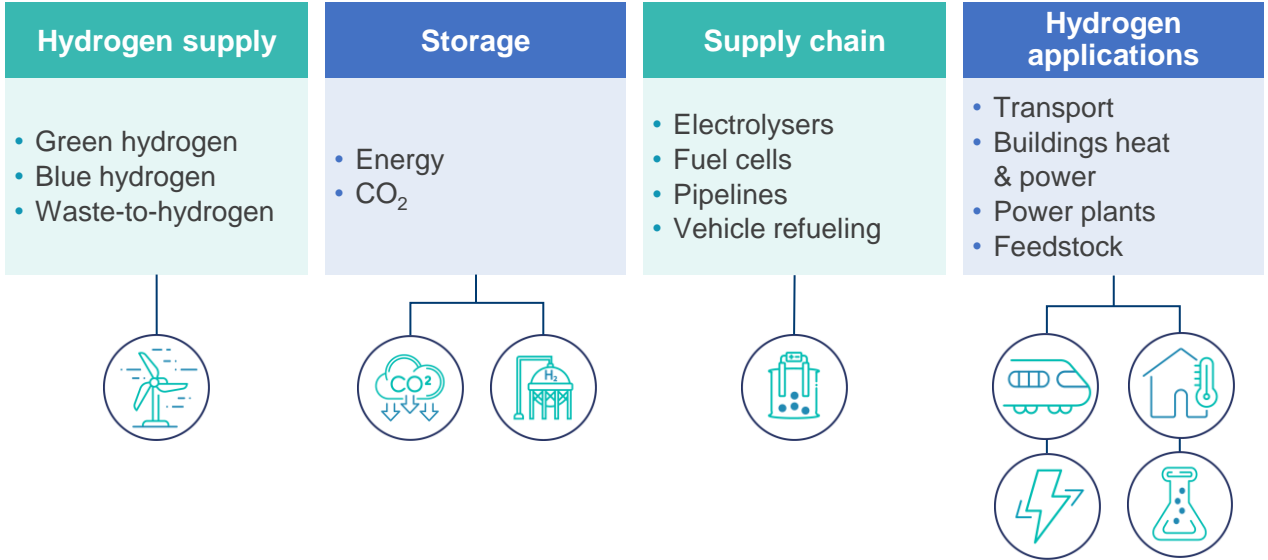 Hydrogen supply
• Green hydrogen
• Blue hydrogen
• Waste-to-hydrogen
Storage
• Energy
• CO₂
CO²
H₂
Supply chain
• Electrolysers
• Fuel cells
• Pipelines
• Vehicle refueling
Hydrogen
applications
• Transport
• Buildings heat
& power
• Power plants
• Feedstock